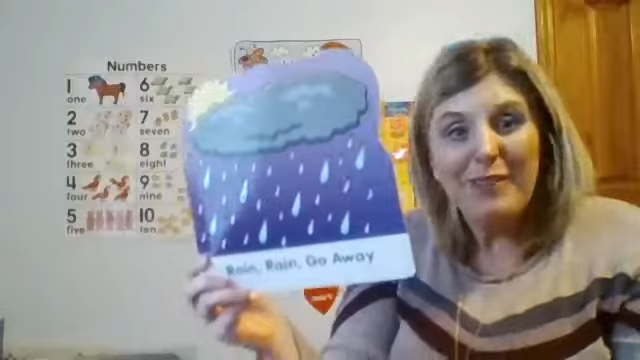 Numbers
1 one
2 two
3 three
4 four
5 five
6 six
7 seven
8 eight
9 nine
10 ten
Rain, Rain, Go Away